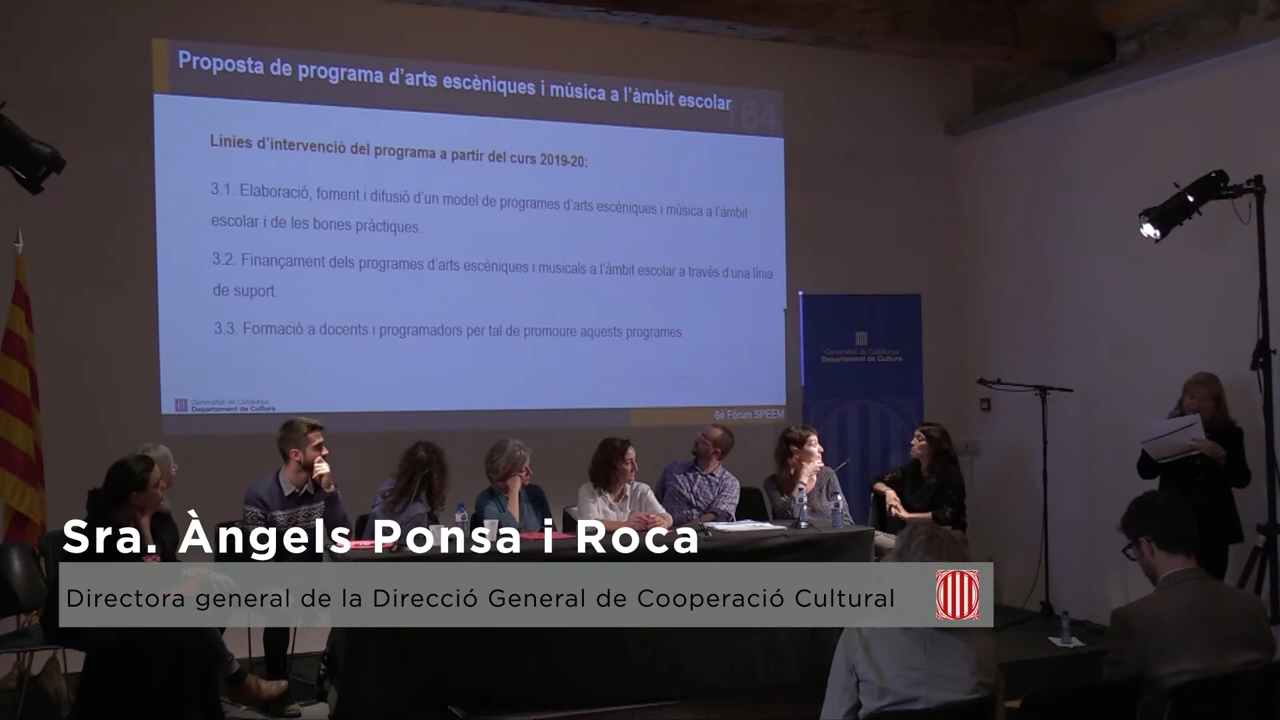 Proposta de programa d'arts escèniques i música a l'àmbit escolar
164
Línies d'intervenció del programa a partir del curs 2019-20:
3.1. Elaboració, foment i difusió d'un model de programes d'arts escèniques i música a l'àmbit
escolar i de les bones pràctiques.
3.2. Finançament dels programes d'arts escèniques i musicals a l'àmbit escolar a través d'una línia
de suport.
3.3. Formació a docents i programadors per tal de promoure aquests programes
Generalitat de Catalunya
Departament de Cultura
6è Fòrum SPEEM
Generalitat de Catalunya
Departament de Cultura
Sra. Àngels Ponsa i Roca
Directora general de la Direcció General de Cooperació Cultural